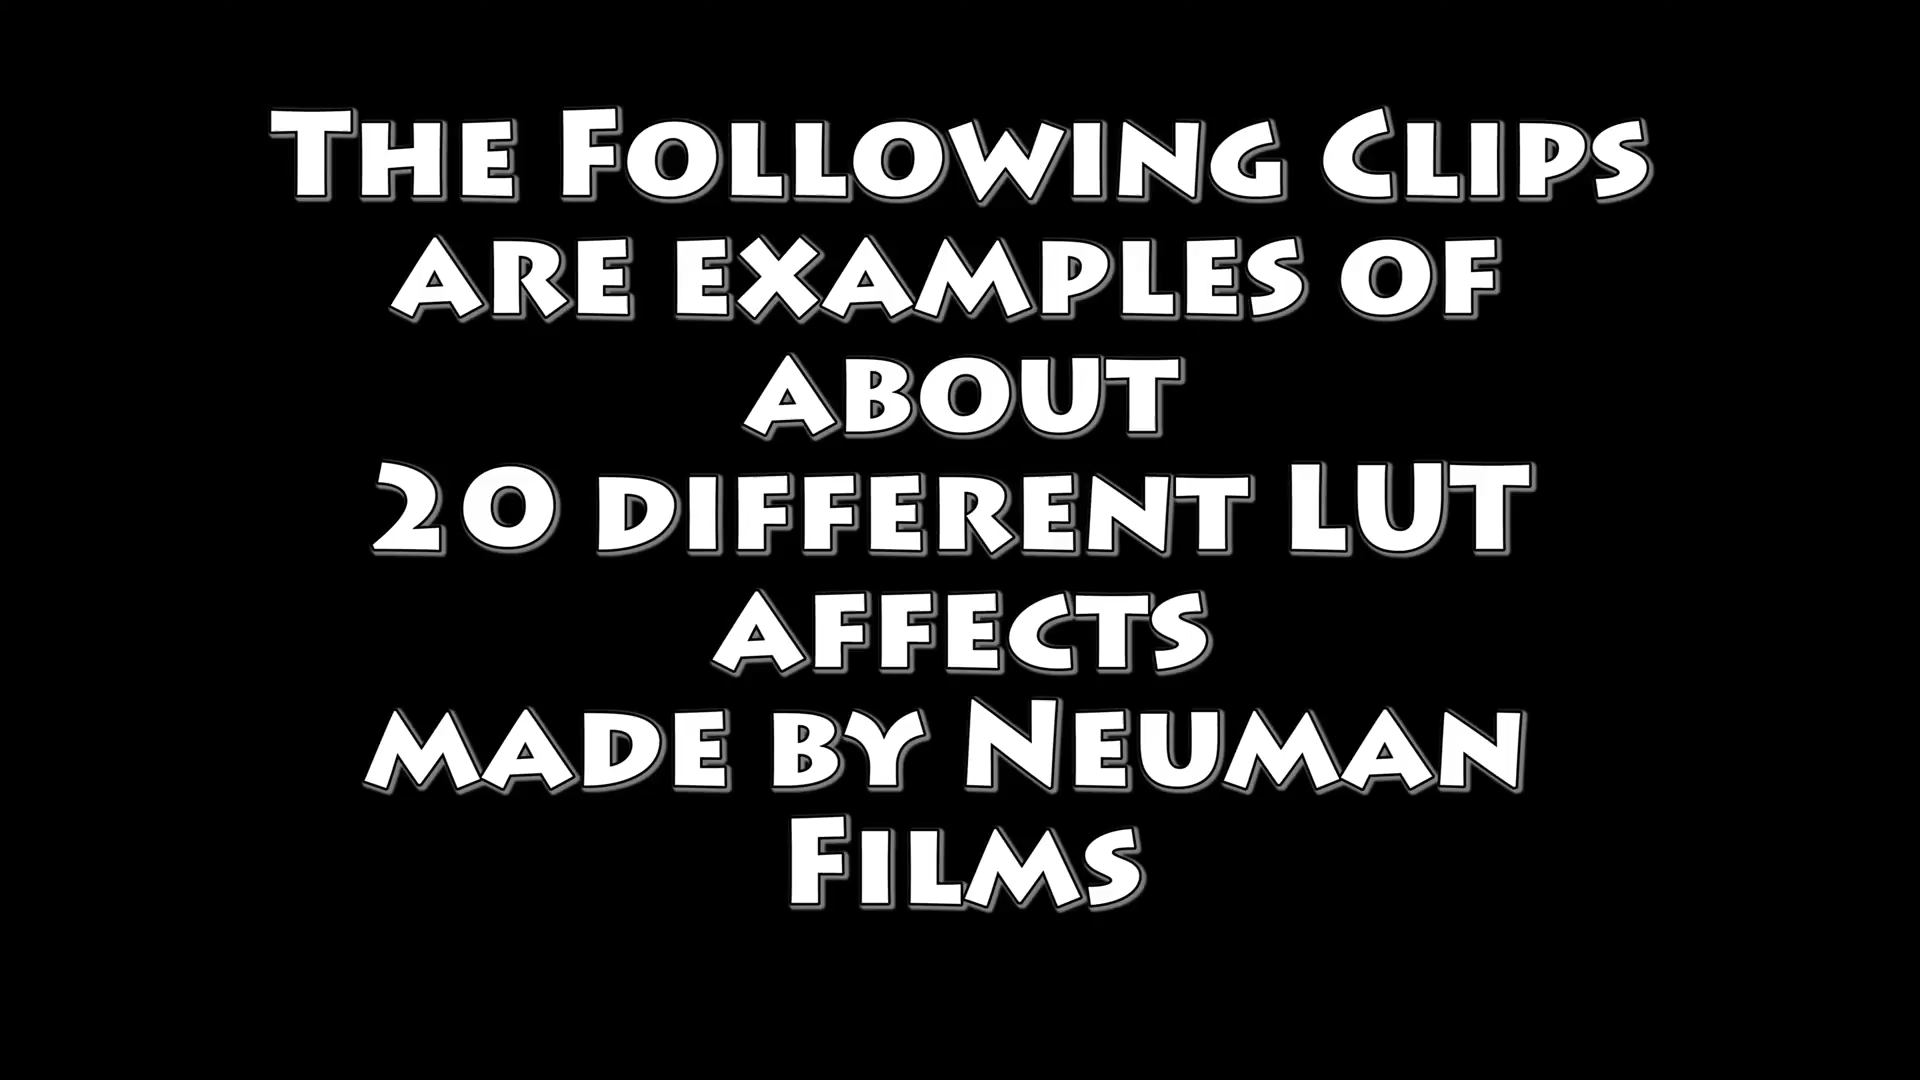 The Following Clips
are examples of
about
20 different LUT
affects
made by Neuman
Films